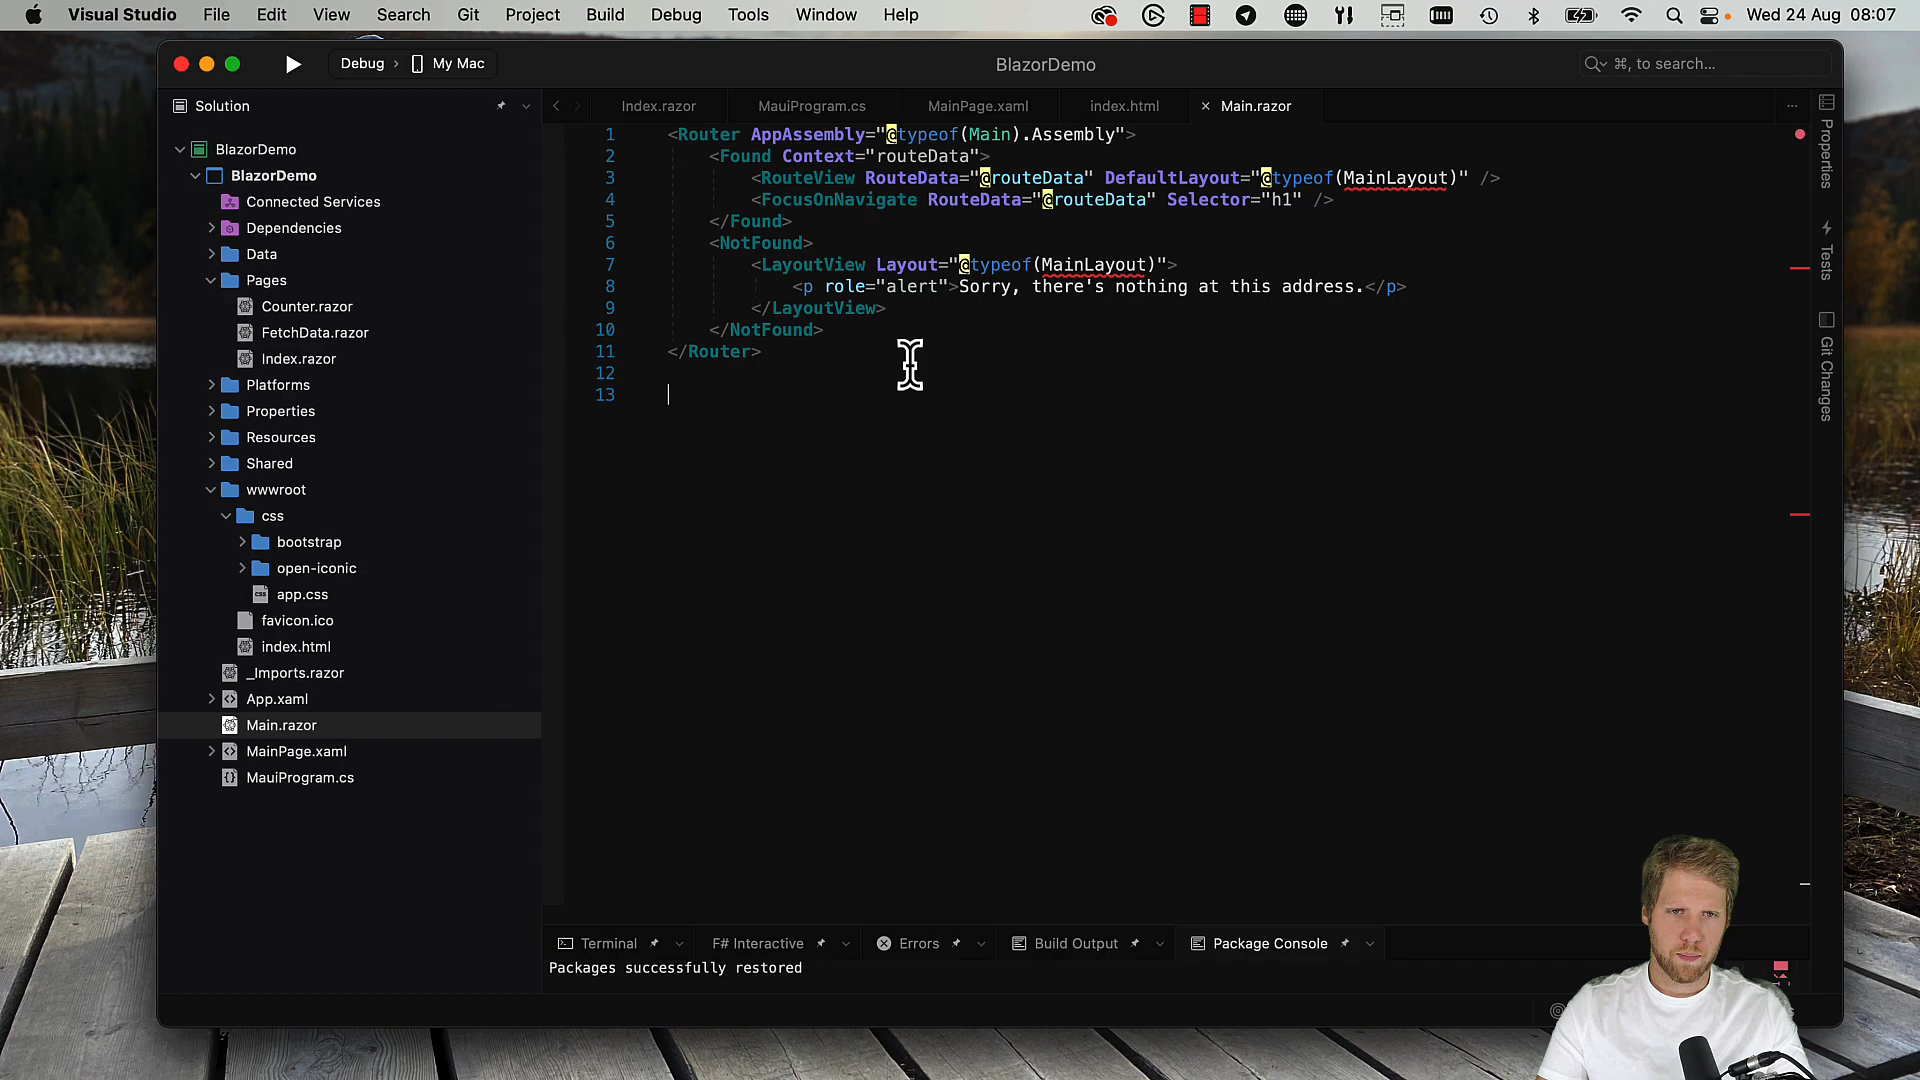 Visual Studio File Edit View Search Git Project Build Debug Tools Window Help Wed 24 Aug 08:07
Debug My Mac BlazorDemo ⌘, to search...
Solution Index.razor MauiProgram.cs MainPage.xaml index.html Main.razor
BlazorDemo
BlazorDemo
Connected Services
Dependencies
Data
Pages
Counter.razor
FetchData.razor
Index.razor
Platforms
Properties
Resources
Shared
wwwroot
css
bootstrap
open-iconic
app.css
favicon.ico
index.html
_Imports.razor
App.xaml
Main.razor
MainPage.xaml
MauiProgram.cs
1 <Router AppAssembly="@typeof(Main).Assembly">
2 <Found Context="routeData">
3 <RouteView RouteData="@routeData" DefaultLayout="@typeof(MainLayout)" />
4 <FocusOnNavigate RouteData="@routeData" Selector="h1" />
5 </Found>
6 <NotFound>
7 <LayoutView Layout="@typeof(MainLayout)">
8 <p role="alert">Sorry, there's nothing at this address.</p>
9 </LayoutView>
10 </NotFound>
11 </Router>
12
13
Properties
Tests
Git Changes
Terminal F# Interactive Errors Build Output Package Console
Packages successfully restored